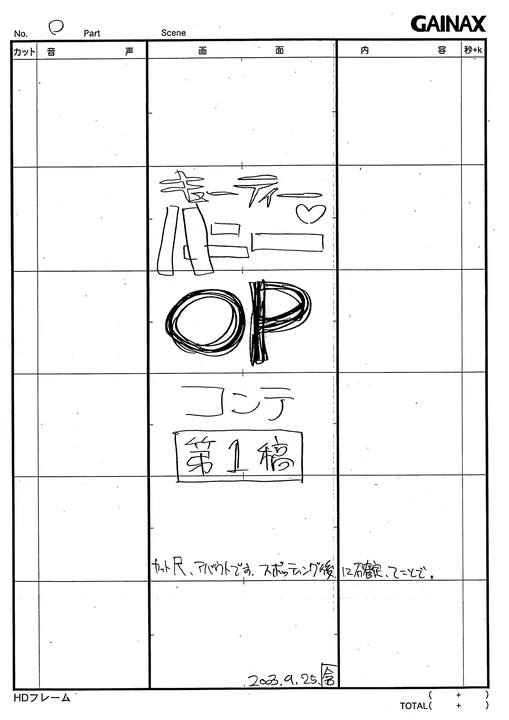 GAINAX
No. 0 Part Scene
カット 音 声 画 面 内 容 秒+k
キューティー♡
ハニー
OP
コンテ
第1稿
カット尺、アバウトです。スポッティング後に確定、てことで。
2003.9.25.
HDフレーム
( + )
TOTAL( + )